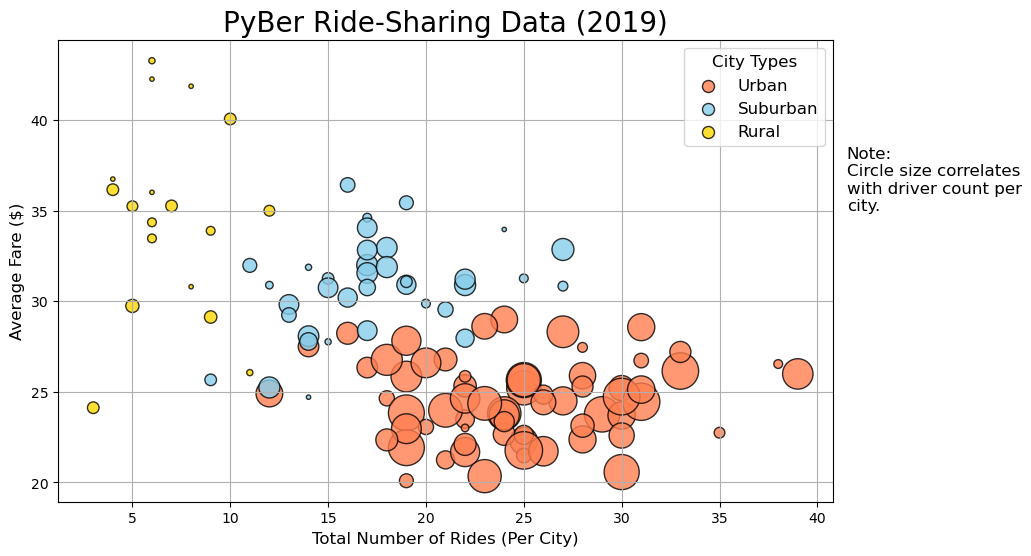 PyBer Ride-Sharing Data (2019)
City Types
Urban
Suburban
Rural
Note:
Circle size correlates
with driver count per
city.
Average Fare ($)
40
35
30
25
20
5 10 15 20 25 30 35 40
Total Number of Rides (Per City)